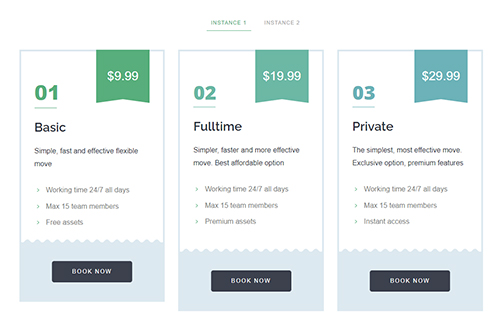 INSTANCE 1
INSTANCE 2
$9.99
01
Basic
Simple, fast and effective flexible
move
Working time 24/7 all days
Max 15 team members
Free assets
BOOK NOW
$19.99
02
Fulltime
Simpler, faster and more effective
move. Best affordable option
Working time 24/7 all days
Max 15 team members
Premium assets
BOOK NOW
$29.99
03
Private
The simplest, most effective move.
Exclusive option, premium features
Working time 24/7 all days
Max 15 team members
Instant access
BOOK NOW